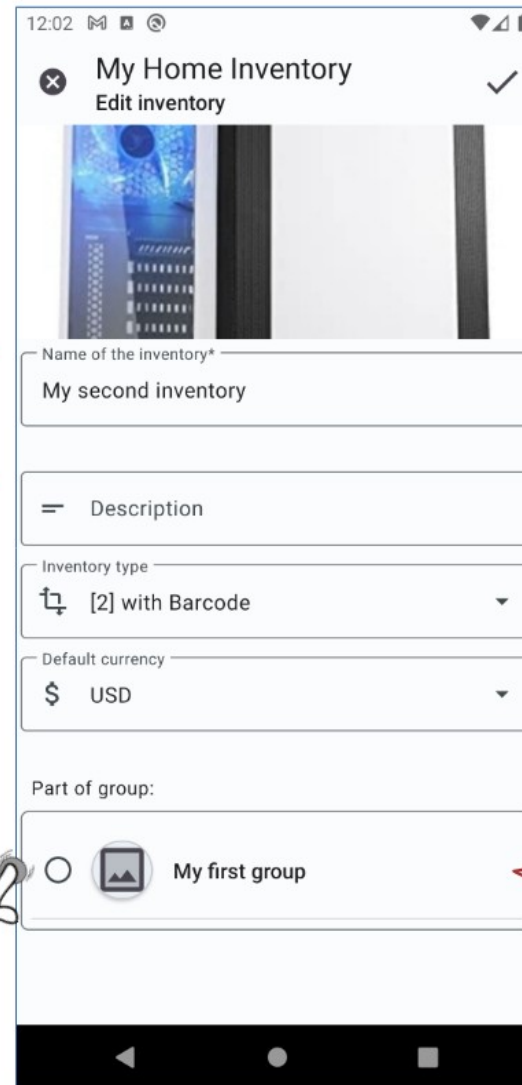 12:02
My Home Inventory
Edit inventory
Name of the inventory*
My second inventory
Description
Inventory type
[2] with Barcode
Default currency
$ USD
Part of group:
My first group